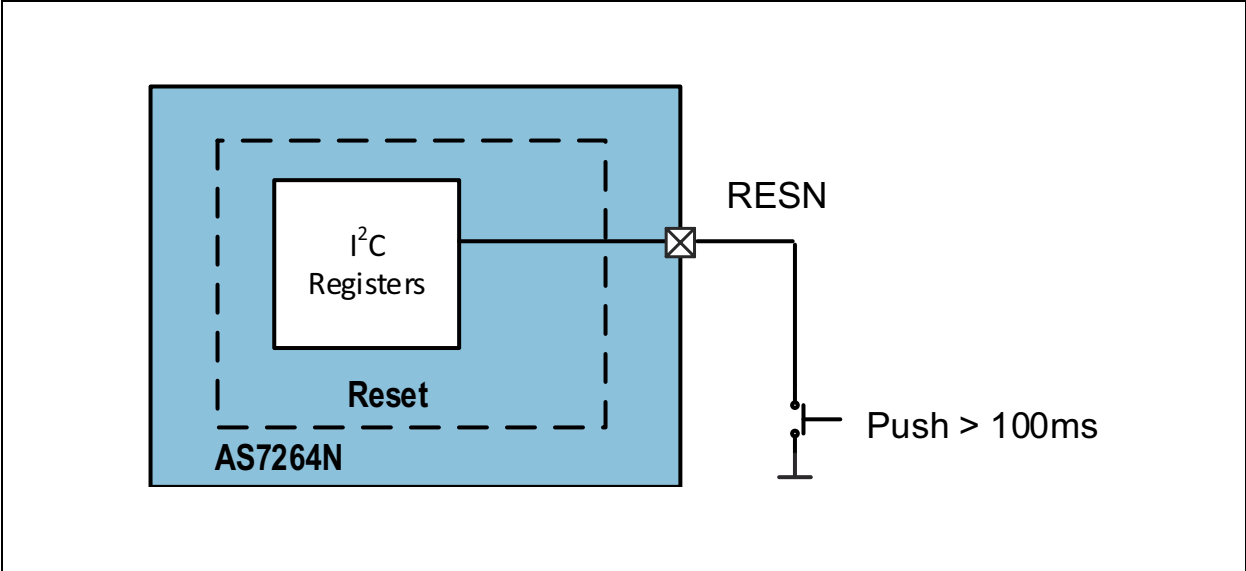 RESN
I²C
Registers
Reset
Push > 100ms
AS7264N